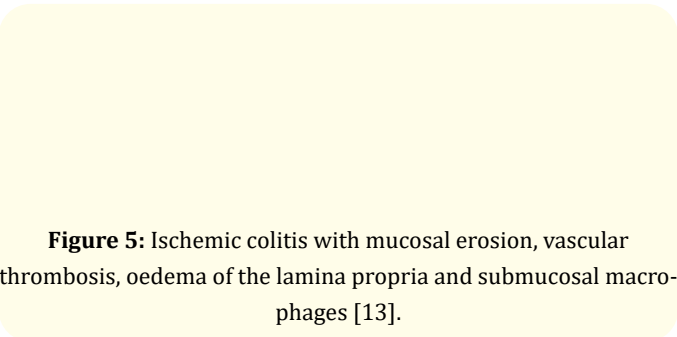 Figure 5: Ischemic colitis with mucosal erosion, vascular
thrombosis, oedema of the lamina propria and submucosal macro-
phages [13].